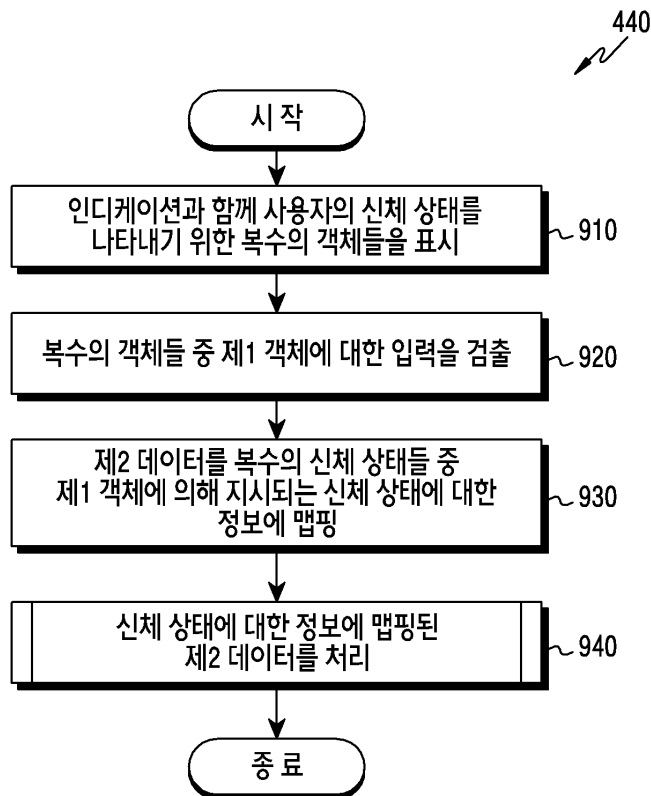 440
시 작
인디케이션과 함께 사용자의 신체 상태를
나타내기 위한 복수의 객체들을 표시
910
복수의 객체들 중 제1 객체에 대한 입력을 검출
920
제2 데이터를 복수의 신체 상태들 중
제1 객체에 의해 지시되는 신체 상태에 대한
정보에 맵핑
930
신체 상태에 대한 정보에 맵핑된
제2 데이터를 처리
940
종 료